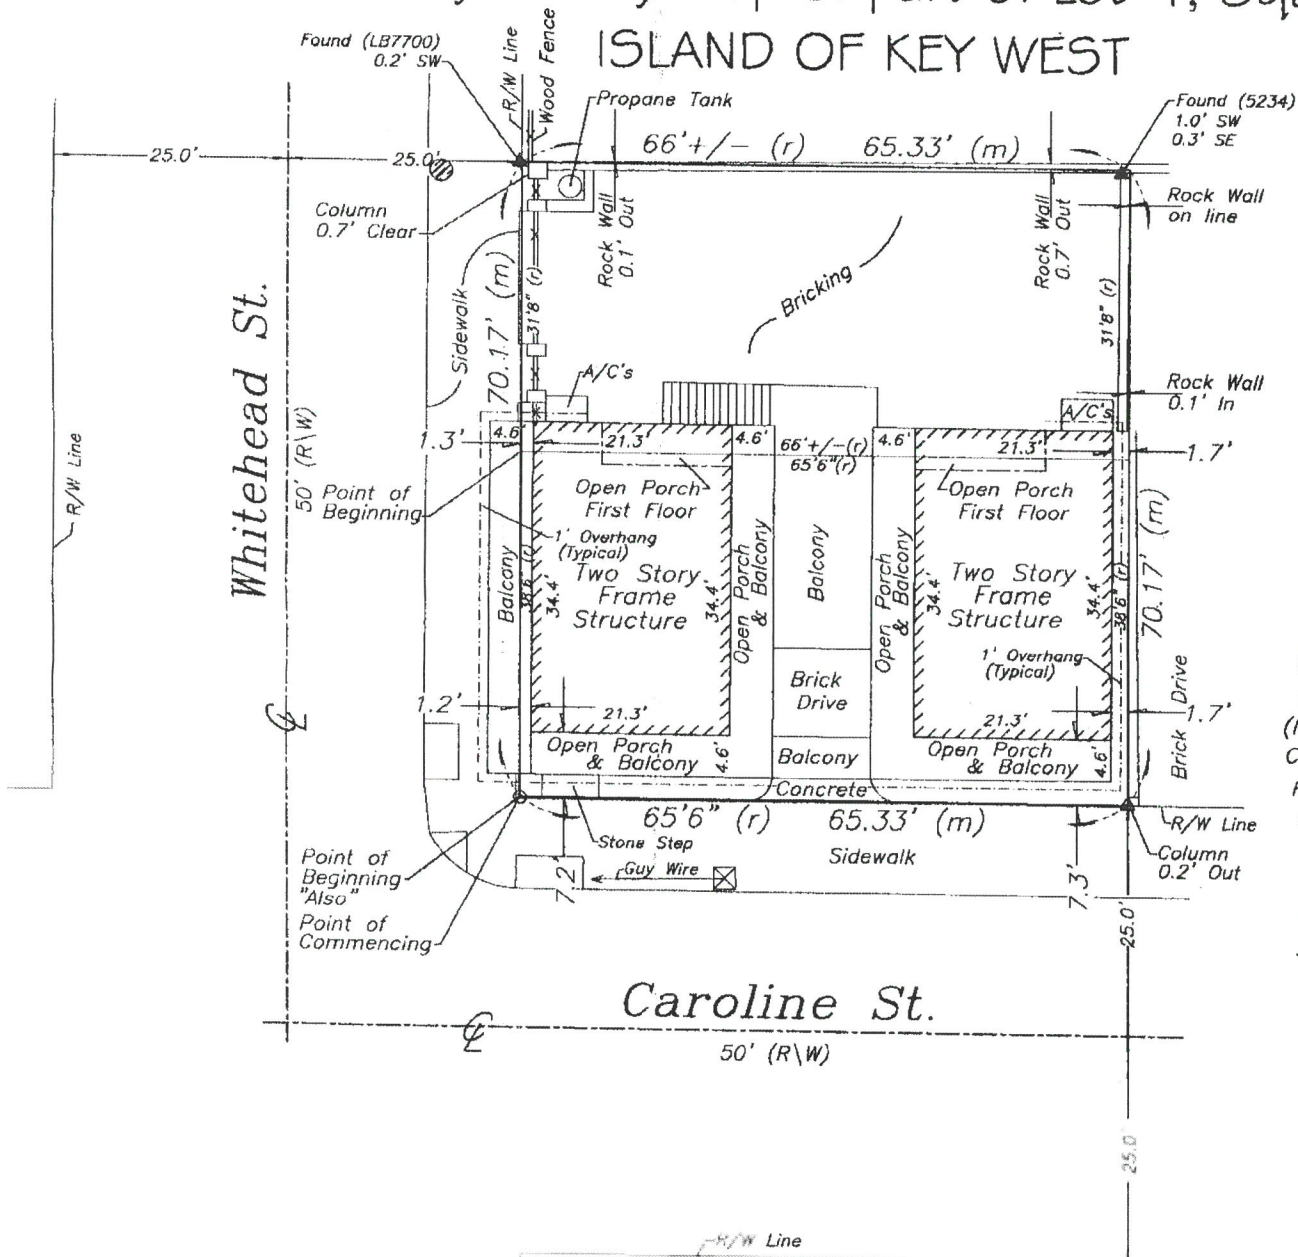 ISLAND OF KEY WEST
Found (LB7700)
0.2' SW
R/W Line
Wood Fence
Propane Tank
66'+/- (r) 65.33' (m)
Found (5234)
1.0' SW
0.3' SE
25.0'
25.0'
Column
0.7' Clear
Rock Wall
0.1' Out
Rock Wall
0.7' Out
Rock Wall
on line
Sidewalk
70.17' (m)
31'8" (r)
Bricking
31'8" (r)
Whitehead St.
50' (R\W)
R/W Line
A/C's
A/C's
Rock Wall
0.1' In
1.3'
4.6'
21.3'
4.6'
66'+/-(r)
65'6"(r)
4.6'
21.3'
1.7'
Point of
Beginning
Open Porch
First Floor
Open Porch
First Floor
1' Overhang
(Typical)
Balcony
38'6" (r)
34.4'
Two Story
Frame
Structure
34.4'
Open Porch
& Balcony
Balcony
Open Porch
& Balcony
34.4'
Two Story
Frame
Structure
34.4'
38'6" (r)
70.17' (m)
1' Overhang
(Typical)
Brick
Drive
Brick Drive
1.2'
21.3'
21.3'
1.7'
Open Porch
& Balcony
4.6'
Balcony
Open Porch
& Balcony
4.6'
Concrete
65'6" (r) 65.33' (m)
R/W Line
Stone Step
Sidewalk
Column
0.2' Out
Point of
Beginning
"Also"
Point of
Commencing
7.2'
Guy Wire
7.3'
25.0'
Caroline St.
50' (R\W)
25.0'
R/W Line